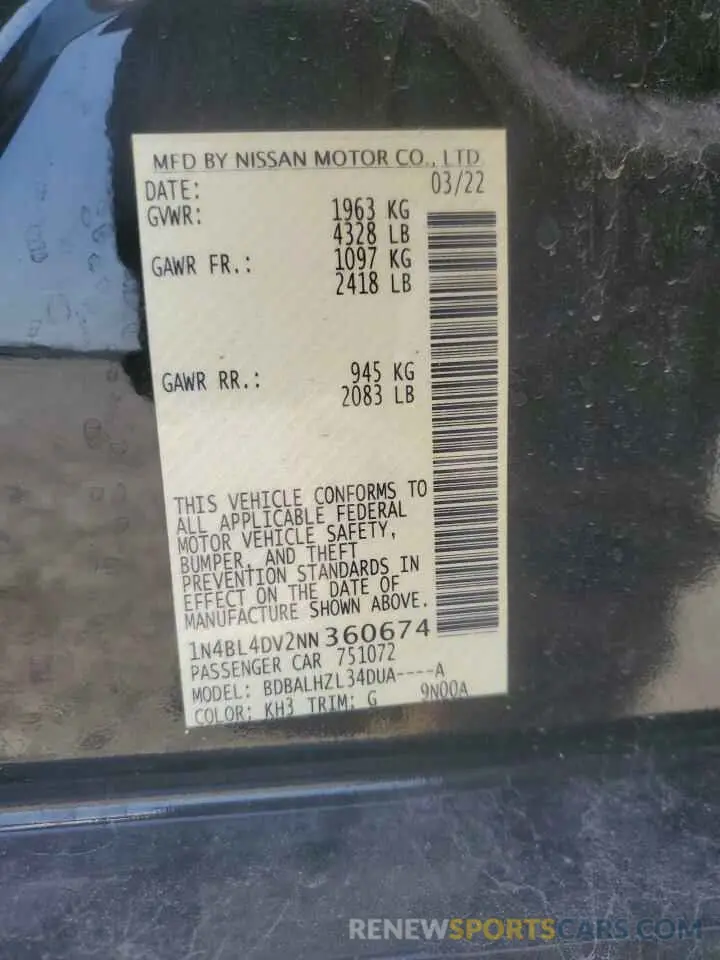 MFD BY NISSAN MOTOR CO., LTD
DATE: 03/22
GVWR: 1963 KG
4328 LB
GAWR FR.: 1097 KG
2418 LB
GAWR RR.: 945 KG
2083 LB
THIS VEHICLE CONFORMS TO
ALL APPLICABLE FEDERAL
MOTOR VEHICLE SAFETY,
BUMPER, AND THEFT
PREVENTION STANDARDS IN
EFFECT ON THE DATE OF
MANUFACTURE SHOWN ABOVE.
1N4BL4DV2NN360674
PASSENGER CAR 751072
MODEL: BDBALHZL34DUA----A
COLOR: KH3 TRIM: G 9N00A
RENEWSPORTSCARS.COM